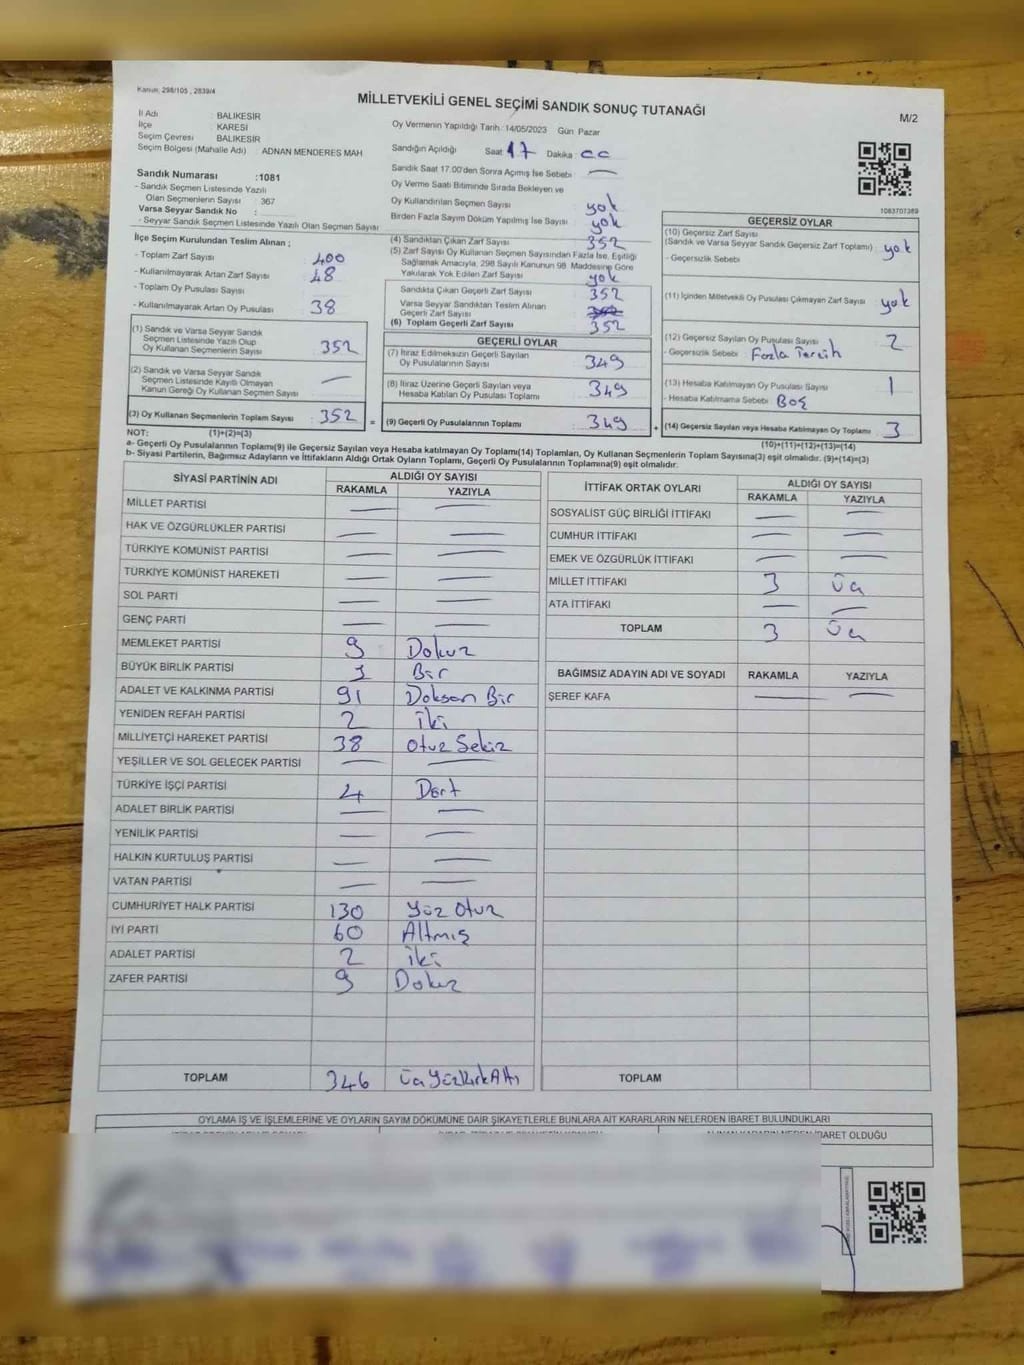 Kanun, 298/105 , 2839/4
MİLLETVEKİLİ GENEL SEÇİMİ SANDIK SONUÇ TUTANAĞI
M/2
İl Adı : BALIKESİR
İlçe : KARESİ
Seçim Çevresi : BALIKESİR
Seçim Bölgesi (Mahalle Adı) : ADNAN MENDERES MAH
Sandık Numarası :1081
- Sandık Seçmen Listesinde Yazılı
Olan Seçmenlerin Sayısı : 367
Varsa Seyyar Sandık No :
- Seyyar Sandık Seçmen Listesinde Yazılı Olan Seçmen Sayısı
Oy Vermenin Yapıldığı Tarih : 14/05/2023 Gün Pazar
Sandığın Açıldığı Saat 17 Dakika :
Sandık Saat 17.00'den Sonra Açımış İse Sebebi : —
Oy Verme Saati Bitiminde Sırada Bekleyen ve
Oy Kullandırılan Seçmen Sayısı : yok
Birden Fazla Sayım Döküm Yapılmış İse Sayısı : yok
1083707389
İlçe Seçim Kurulundan Teslim Alınan ;
- Toplam Zarf Sayısı : 400
- Kullanılmayarak Artan Zarf Sayısı : 48
- Toplam Oy Pusulası Sayısı :
- Kullanılmayarak Artan Oy Pusulası : 38
(1) Sandık ve Varsa Seyyar Sandık
Seçmen Listesinde Yazılı Olup
Oy Kullanan Seçmenlerin Sayısı : 352
(2) Sandık ve Varsa Seyyar Sandık
Seçmen Listesinde Kayıtlı Olmayan
Kanun Gereği Oy Kullanan Seçmen Sayısı : —
(3) Oy Kullanan Seçmenlerin Toplam Sayısı : 352 =
(4) Sandıktan Çıkan Zarf Sayısı : 352
(5) Zarf Sayısı Oy Kullanan Seçmen Sayısından Fazla İse, Eşitliği
Sağlamak Amacıyla, 298 Sayılı Kanunun 98. Maddesine Göre
Yakılarak Yok Edilen Zarf Sayısı : yok
Sandıkta Çıkan Geçerli Zarf Sayısı : 352
Varsa Seyyar Sandıktan Teslim Alınan
Geçerli Zarf Sayısı :
(6) Toplam Geçerli Zarf Sayısı : 352
GEÇERLİ OYLAR
(7) İtiraz Edilmeksizin Geçerli Sayılan
Oy Pusulalarının Sayısı : 349
(8) İtiraz Üzerine Geçerli Sayılan veya
Hesaba Katılan Oy Pusulası Toplamı : 349
(9) Geçerli Oy Pusulalarının Toplamı : 349 +
GEÇERSİZ OYLAR
(10) Geçersiz Zarf Sayısı
(Sandık ve Varsa Seyyar Sandık Geçersiz Zarf Toplamı) : yok
- Geçersizlik Sebebi :
(11) İçinden Milletvekili Oy Pusulası Çıkmayan Zarf Sayısı : yok
(12) Geçersiz Sayılan Oy Pusulası Sayısı : 2
- Geçersizlik Sebebi : Fazla Tercih
(13) Hesaba Katılmayan Oy Pusulası Sayısı : 1
- Hesaba Katılmama Sebebi : Boş
(14) Geçersiz Sayılan veya Hesaba Katılmayan Oy Toplamı : 3
NOT: (1)+(2)=(3)
(10)+(11)+(12)+(13)=(14)
a- Geçerli Oy Pusulalarının Toplamı(9) ile Geçersiz Sayılan veya Hesaba katılmayan Oy Toplamı(14) Toplamları, Oy Kullanan Seçmenlerin Toplam Sayısına(3) eşit olmalıdır. (9)+(14)=(3)
b- Siyasi Partilerin, Bağımsız Adayların ve İttifakların Aldığı Ortak Oyların Toplamı, Geçerli Oy Pusulalarının Toplamına(9) eşit olmalıdır.
SİYASİ PARTİNİN ADI ALDIĞI OY SAYISI
RAKAMLA YAZIYLA
MİLLET PARTİSİ — —
HAK VE ÖZGÜRLÜKLER PARTİSİ — —
TÜRKİYE KOMÜNİST PARTİSİ — —
TÜRKİYE KOMÜNİST HAREKETİ — —
SOL PARTİ — —
GENÇ PARTİ — —
MEMLEKET PARTİSİ 9 Dokuz
BÜYÜK BİRLİK PARTİSİ 1 Bir
ADALET VE KALKINMA PARTİSİ 91 Doksan Bir
YENİDEN REFAH PARTİSİ 2 iki
MİLLİYETÇİ HAREKET PARTİSİ 38 Otuz Sekiz
YEŞİLLER VE SOL GELECEK PARTİSİ — —
TÜRKİYE İŞÇİ PARTİSİ 4 Dört
ADALET BİRLİK PARTİSİ — —
YENİLİK PARTİSİ — —
HALKIN KURTULUŞ PARTİSİ — —
VATAN PARTİSİ — —
CUMHURİYET HALK PARTİSİ 130 Yüz Otuz
İYİ PARTİ 60 Altmış
ADALET PARTİSİ 2 iki
ZAFER PARTİSİ 9 Dokuz
TOPLAM 346 üç Yüz Kırk Altı
İTTİFAK ORTAK OYLARI ALDIĞI OY SAYISI
RAKAMLA YAZIYLA
SOSYALİST GÜÇ BİRLİĞİ İTTİFAKI — —
CUMHUR İTTİFAKI — —
EMEK VE ÖZGÜRLÜK İTTİFAKI — —
MİLLET İTTİFAKI 3 üç
ATA İTTİFAKI — —
TOPLAM 3 üç
BAĞIMSIZ ADAYIN ADI VE SOYADI RAKAMLA YAZIYLA
ŞEREF KAFA — —
TOPLAM
OYLAMA İŞ VE İŞLEMLERİNE VE OYLARIN SAYIM DÖKÜMÜNE DAİR ŞİKAYETLERLE BUNLARA AİT KARARLARIN NELERDEN İBARET BULUNDUKLARI
ALINAN KARARIN NEDEN İBARET OLDUĞU